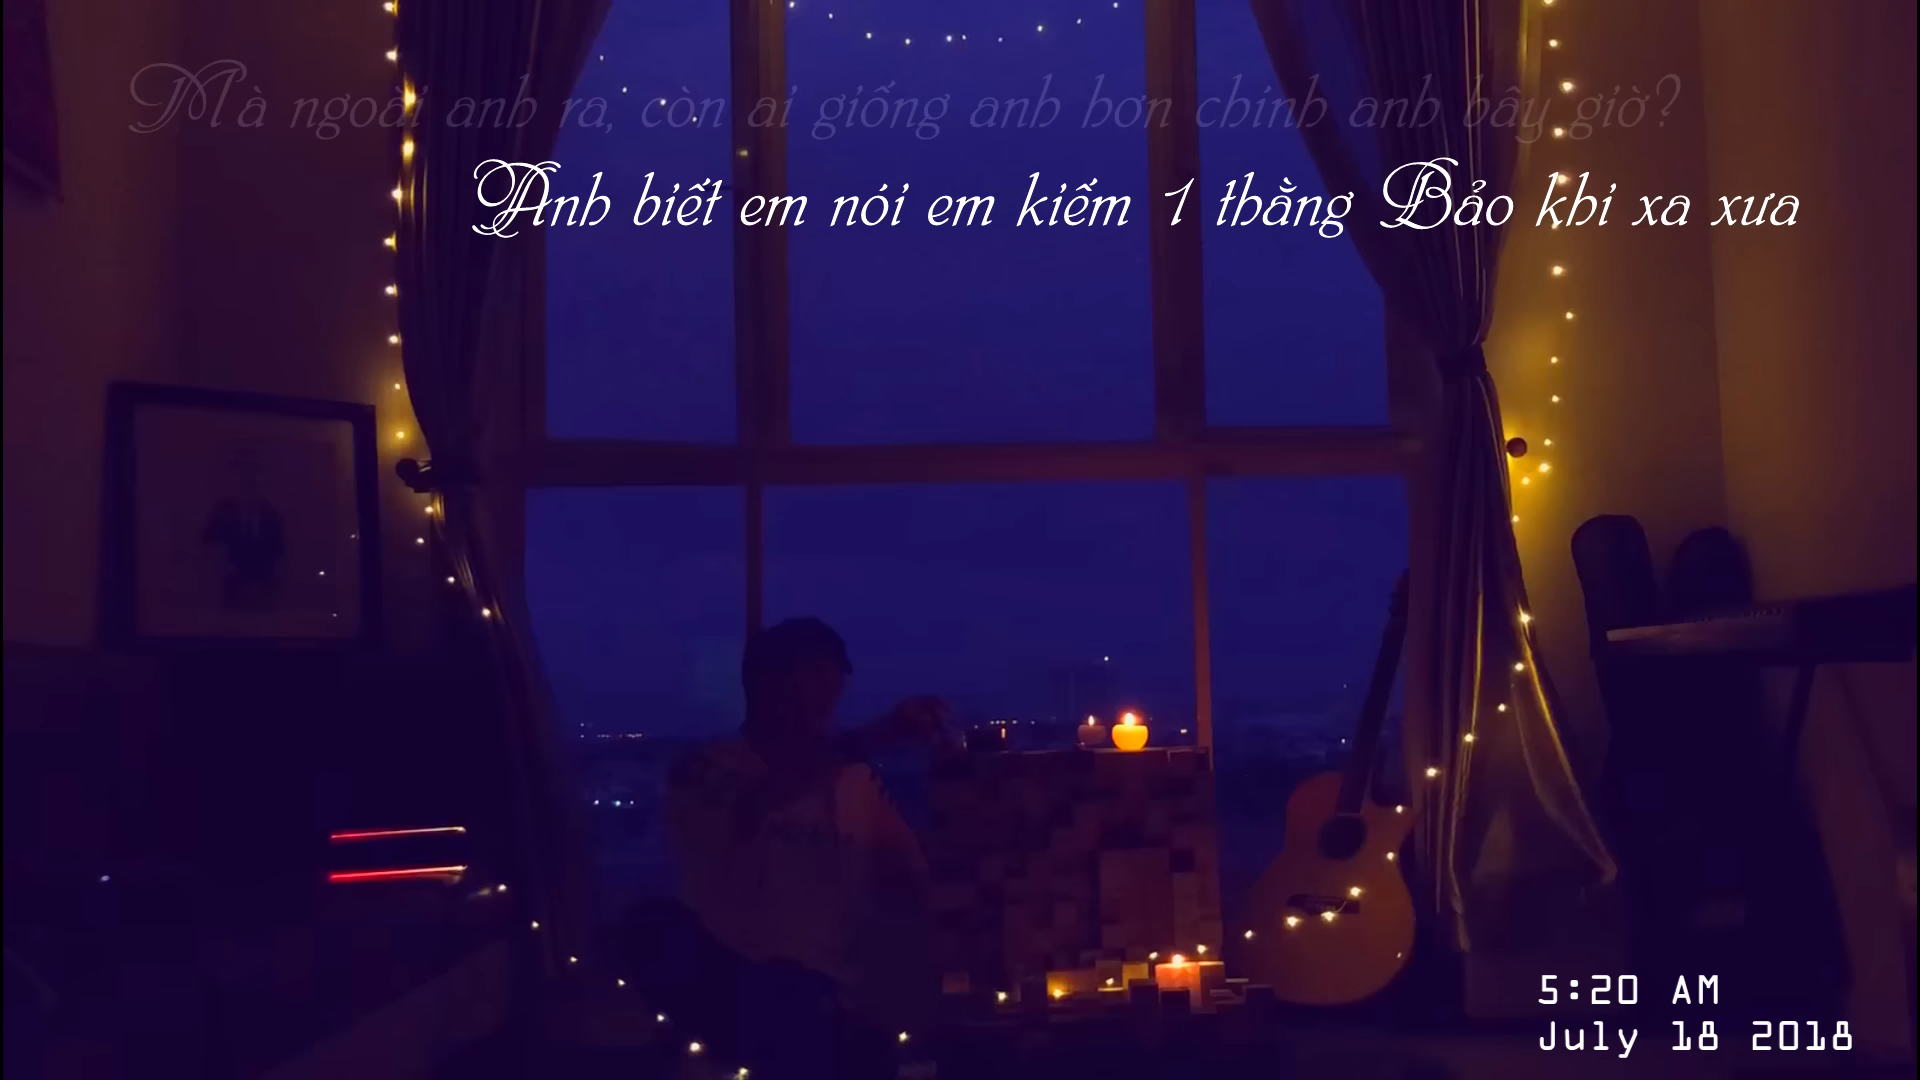 Mà ngoài anh ra, còn ai giống anh hơn chính anh bây giờ?
Anh biết em nói em kiếm 1 thằng Bảo khi xa xưa
5:20 AM
July 18 2018